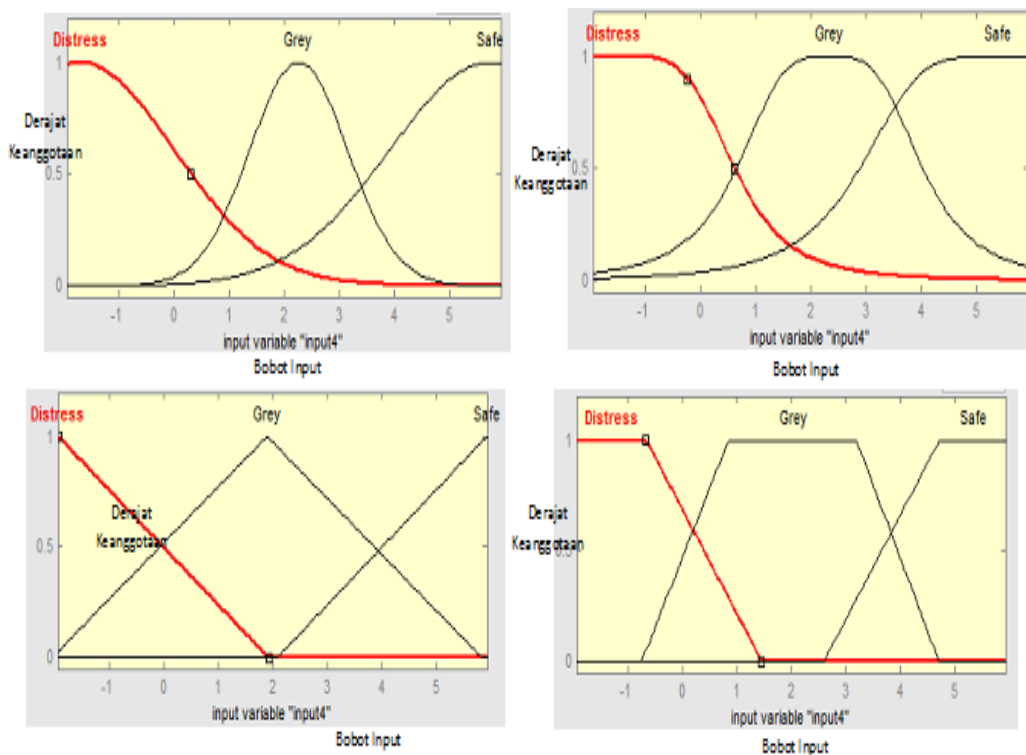 Distress Grey Safe
1
Derajat
Keanggotaan
0.5
0
-1 0 1 2 3 4 5
input variable "input4"
Bobot Input
Distress Grey Safe
1
Derajat
0.5
Keanggotaan
0
-1 0 1 2 3 4 5
input variable "input4"
Bobot Input
Distress Grey Safe
1
Derajat
Keanggotaan
0.5
0
-1 0 1 2 3 4 5
input variable "input4"
Bobot Input
Distress Grey Safe
1
Derajat
Keanggotaan
0.5
0
-1 0 1 2 3 4 5
input variable "input4"
Bobot Input